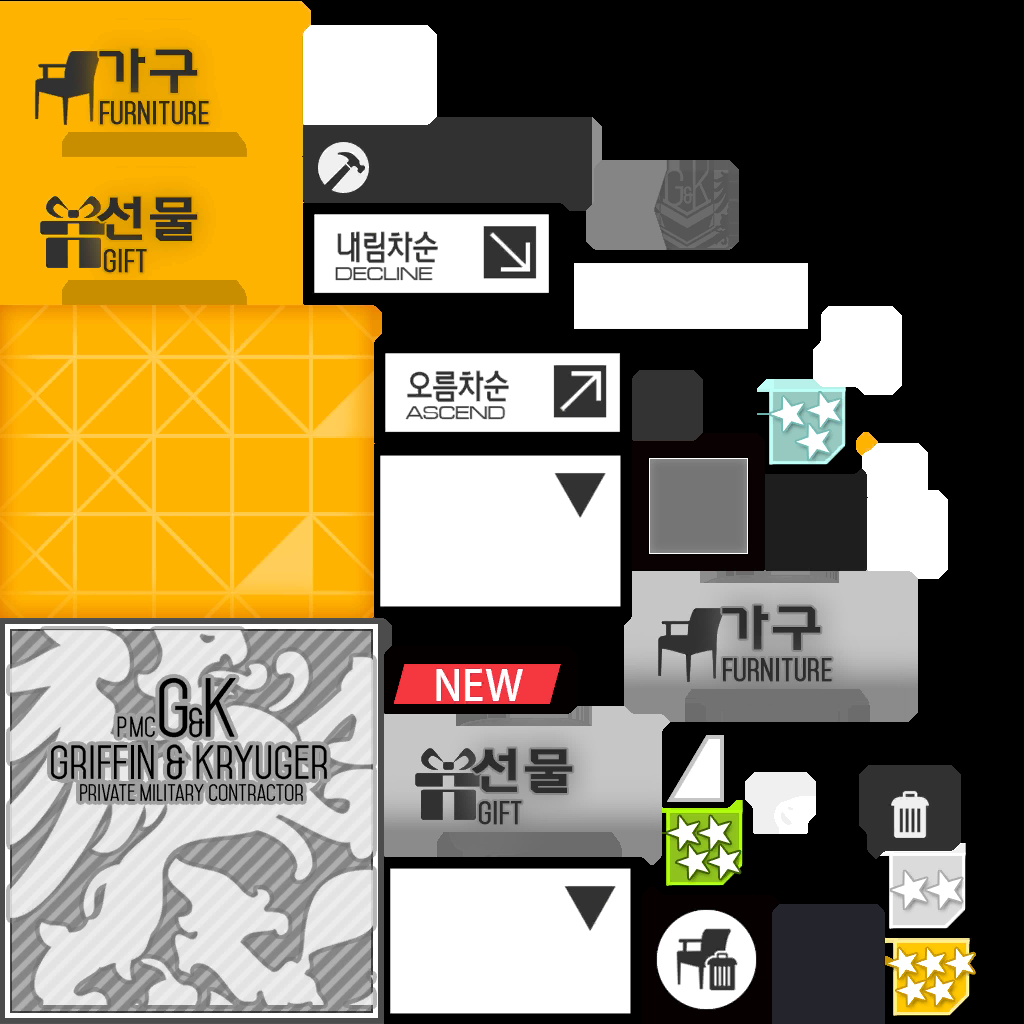 가구
FURNITURE
선물
GIFT
G&K
내림차순
DECLINE
오름차순
ASCEND
가구
FURNITURE
NEW
PMC G&K
GRIFFIN & KRYUGER
PRIVATE MILITARY CONTRACTOR
선물
GIFT